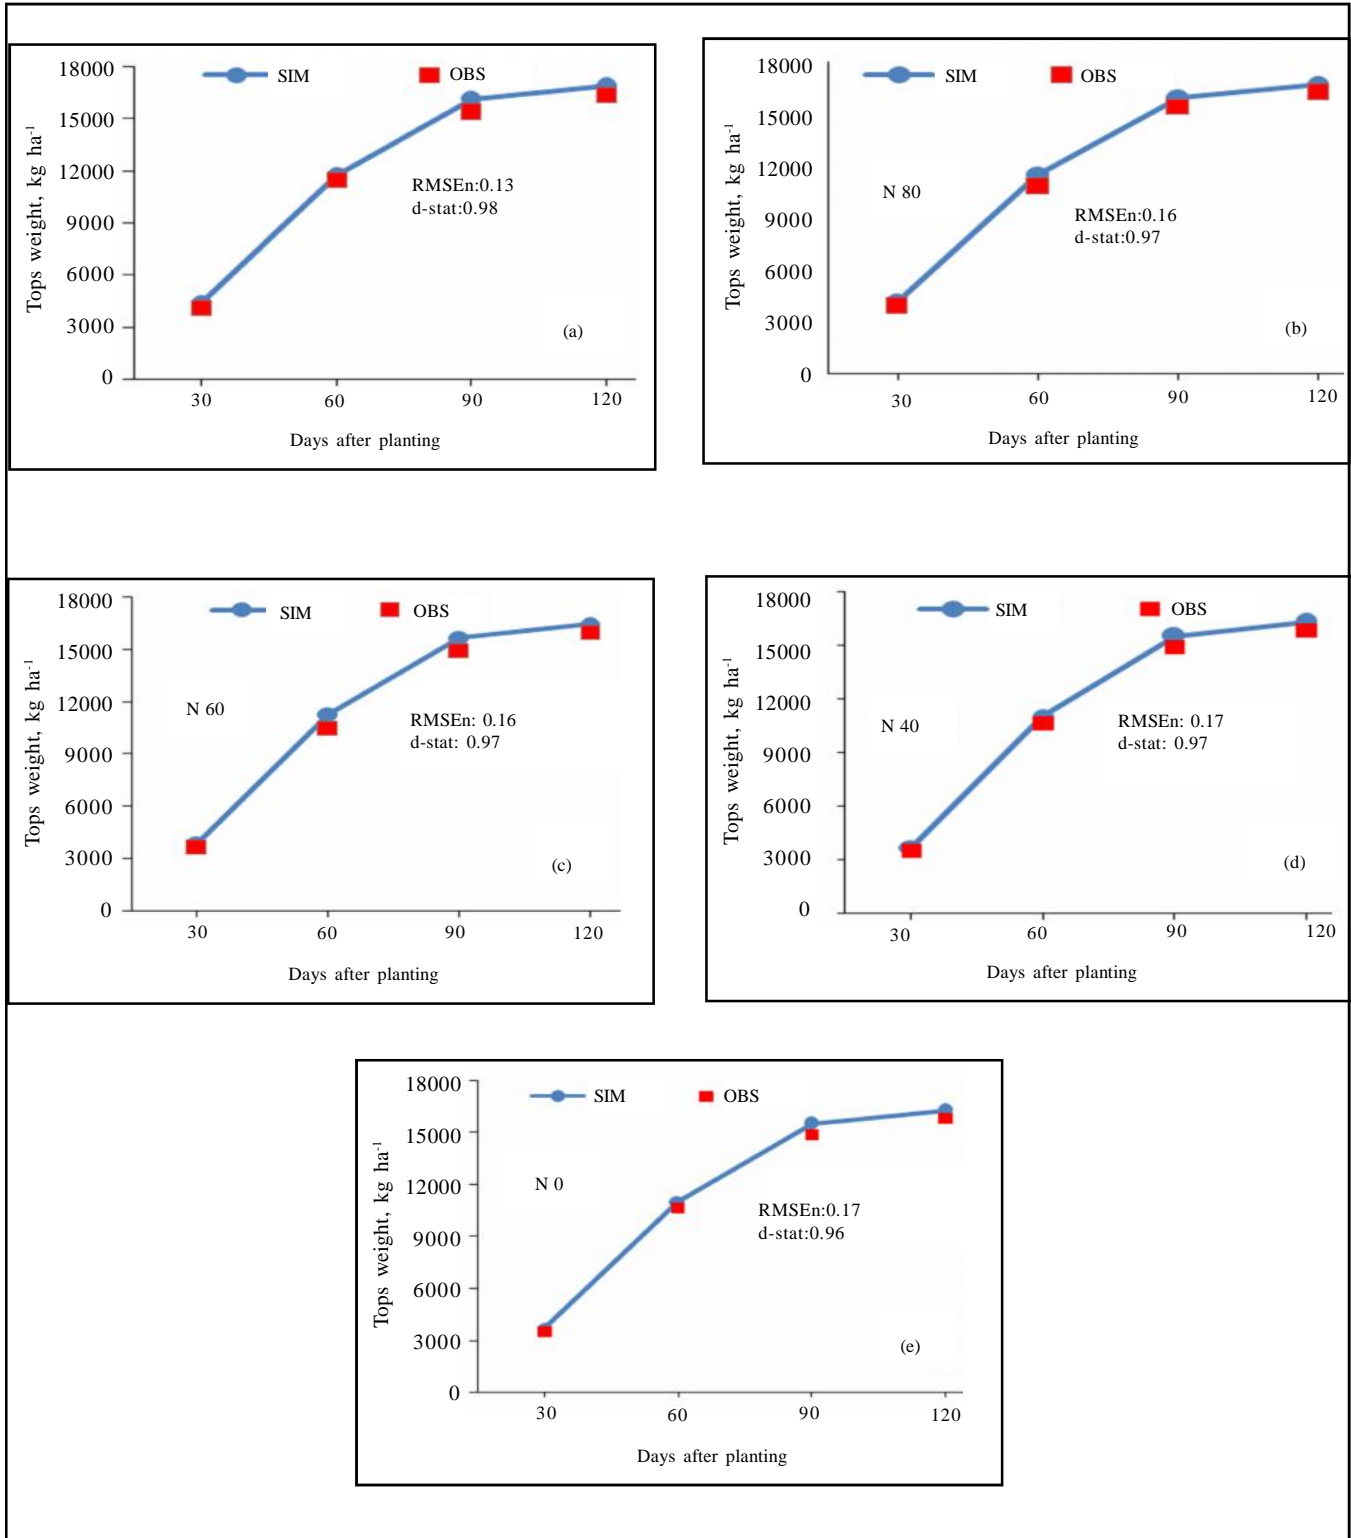 SIM OBS
18000
15000
12000
9000
6000
3000
0
Tops weight, kg ha-1
RMSEn:0.13
d-stat:0.98
(a)
30 60 90 120
Days after planting
SIM OBS
18000
15000
12000
9000
6000
3000
0
Tops weight, kg ha-1
N 80
RMSEn:0.16
d-stat:0.97
(b)
30 60 90 120
Days after planting
SIM OBS
18000
15000
12000
9000
6000
3000
0
Tops weight, kg ha-1
N 60
RMSEn: 0.16
d-stat: 0.97
(c)
30 60 90 120
Days after planting
SIM OBS
18000
15000
12000
9000
6000
3000
0
Tops weight, kg ha-1
N 40
RMSEn: 0.17
d-stat: 0.97
(d)
30 60 90 120
Days after planting
SIM OBS
18000
15000
12000
9000
6000
3000
0
Tops weight, kg ha-1
N 0
RMSEn:0.17
d-stat:0.96
(e)
30 60 90 120
Days after planting